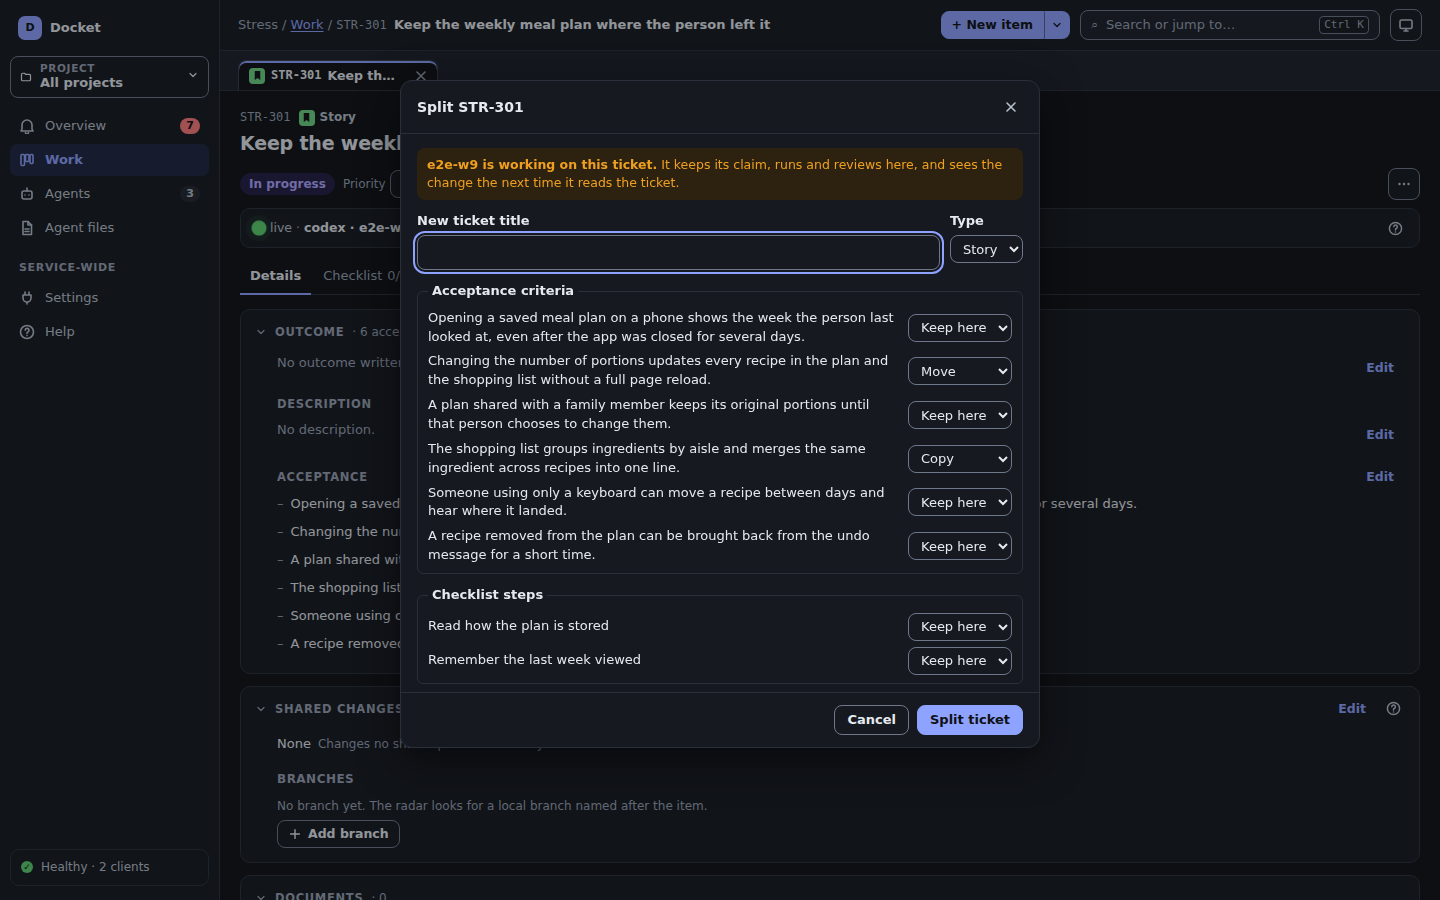 D Docket
PROJECT
All projects
Overview 7
Work
Agents 3
Agent files
SERVICE-WIDE
Settings
Help
Healthy · 2 clients
Stress / Work / STR-301 Keep the weekly meal plan where the person left it
+ New item
Search or jump to…
Ctrl K
STR-301 Keep th…
STR-301 Story
Keep the weekl
In progress Priority
live · codex · e2e-w
Details Checklist 0/
OUTCOME · 6 acce
No outcome written
Edit
DESCRIPTION
No description.
Edit
ACCEPTANCE
Edit
– Opening a saved
or several days.
– Changing the nu
– A plan shared wi
– The shopping list
– Someone using o
– A recipe removed
SHARED CHANGES
Edit
None Changes no sh
BRANCHES
No branch yet. The radar looks for a local branch named after the item.
+ Add branch
DOCUMENTS · 0
Split STR-301
e2e-w9 is working on this ticket. It keeps its claim, runs and reviews here, and sees the
change the next time it reads the ticket.
New ticket title Type
Story
Acceptance criteria
Opening a saved meal plan on a phone shows the week the person last
looked at, even after the app was closed for several days.
Keep here
Changing the number of portions updates every recipe in the plan and
the shopping list without a full page reload.
Move
A plan shared with a family member keeps its original portions until
that person chooses to change them.
Keep here
The shopping list groups ingredients by aisle and merges the same
ingredient across recipes into one line.
Copy
Someone using only a keyboard can move a recipe between days and
hear where it landed.
Keep here
A recipe removed from the plan can be brought back from the undo
message for a short time.
Keep here
Checklist steps
Read how the plan is stored Keep here
Remember the last week viewed Keep here
Cancel Split ticket